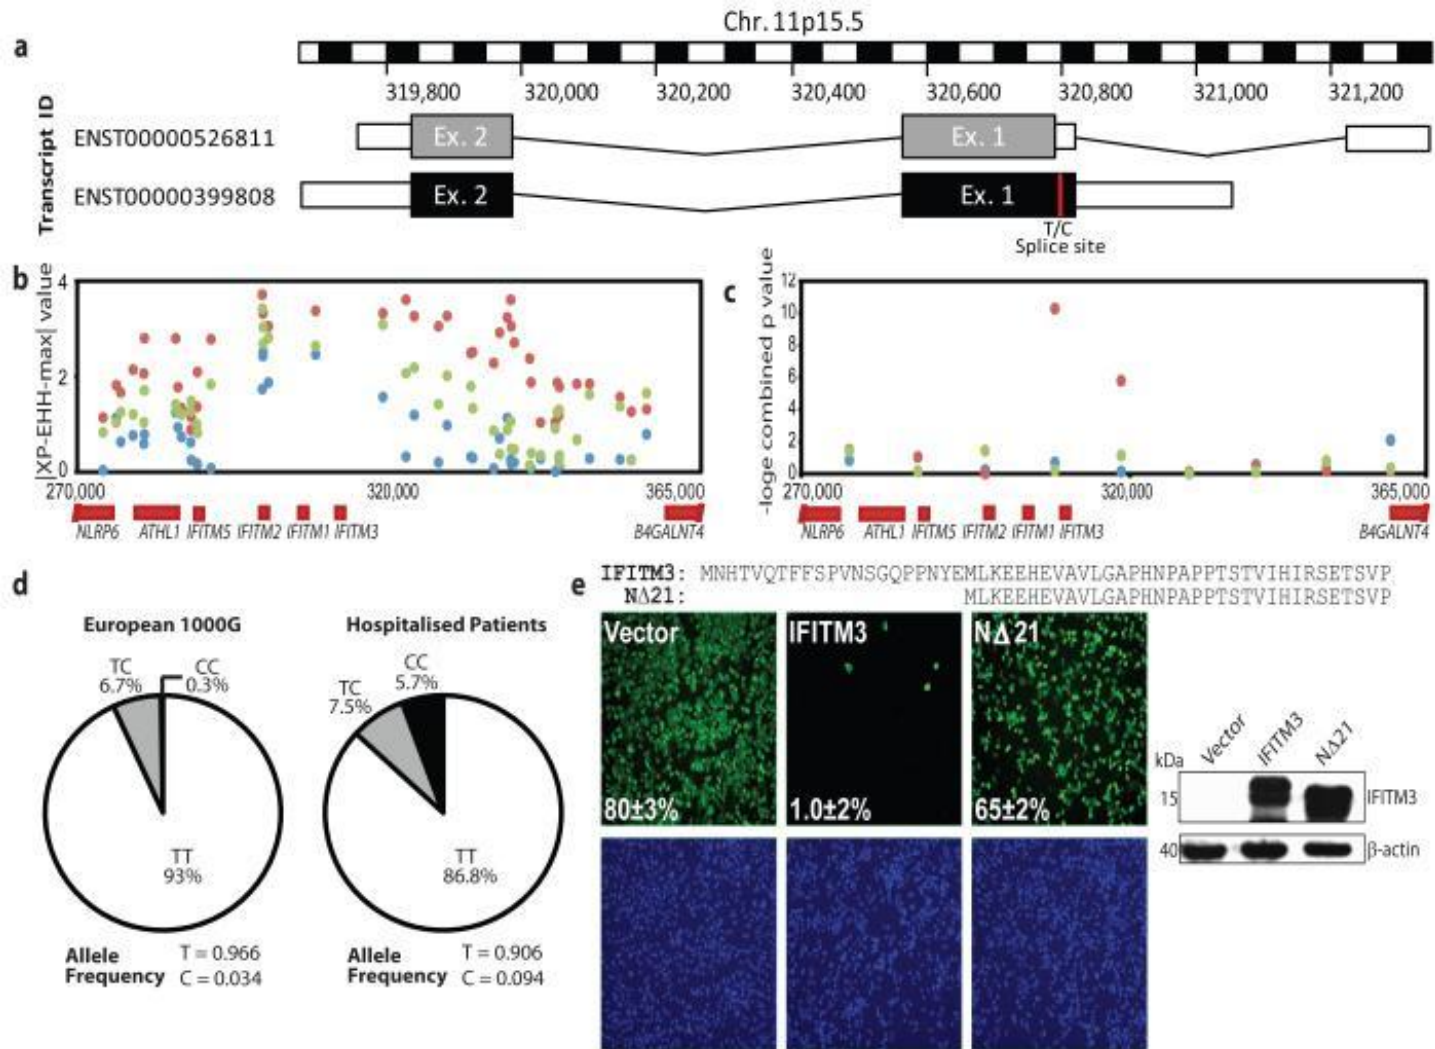 a
Chr. 11p15.5
319,800 320,000 320,200 320,400 320,600 320,800 321,000 321,200
Transcript ID
ENST00000526811
Ex. 2
Ex. 1
ENST00000399808
Ex. 2
Ex. 1
T/C
Splice site
b
|XP-EHH-max| value
4
2
0
270,000 320,000 365,000
NLRP6 ATHL1 IFITM5 IFITM2 IFITM1 IFITM3 B4GALNT4
c
-loge combined p value
12
10
8
6
4
2
0
270,000 320,000 365,000
NLRP6 ATHL1 IFITM5 IFITM2 IFITM1 IFITM3 B4GALNT4
d
European 1000G
TC
6.7%
CC
0.3%
TT
93%
Allele Frequency
T = 0.966
C = 0.034
Hospitalised Patients
TC
7.5%
CC
5.7%
TT
86.8%
Allele Frequency
T = 0.906
C = 0.094
e
IFITM3: MNHTVQTFFSPVNSGQPPNYEMLKEEHEVAVLGAPHNPAPPTSTVIHIRSETSVP
NΔ21: MLKEEHEVAVLGAPHNPAPPTSTVIHIRSETSVP
Vector
80±3%
IFITM3
1.0±2%
NΔ21
65±2%
kDa
Vector IFITM3 NΔ21
15
IFITM3
40
β-actin